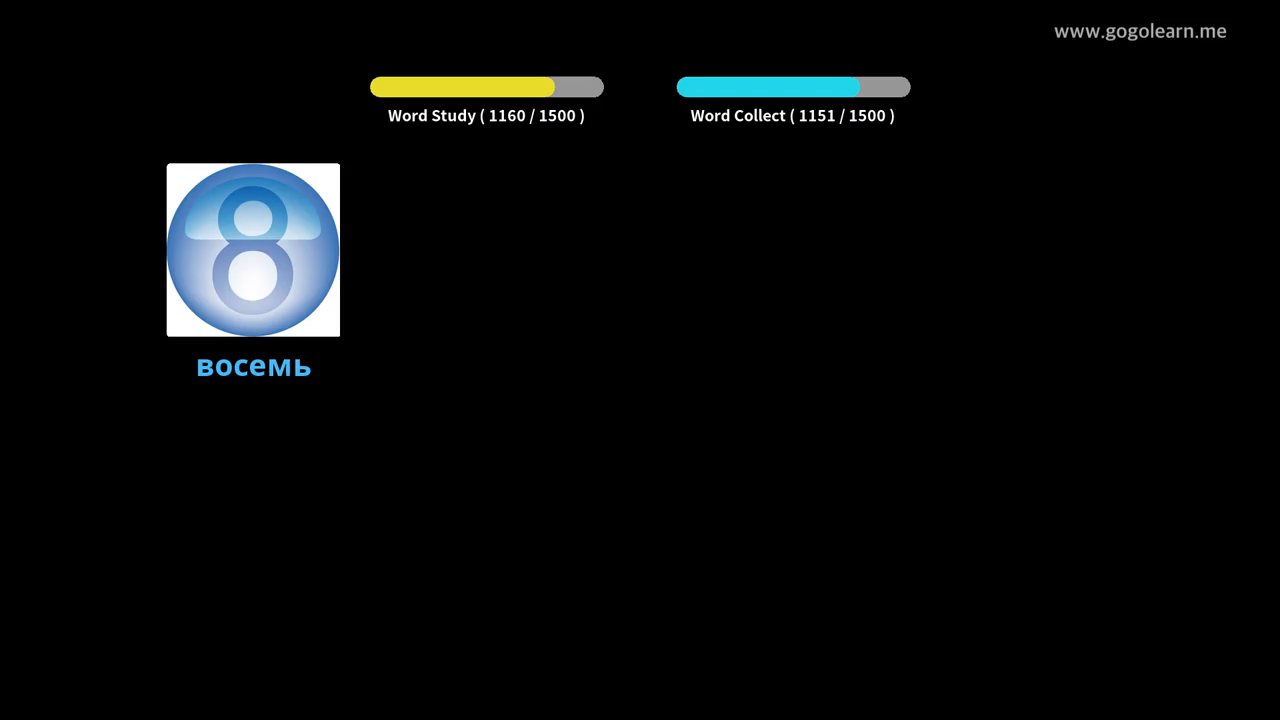 www.gogolearn.me
Word Study ( 1160 / 1500 )
Word Collect ( 1151 / 1500 )
8
восемь